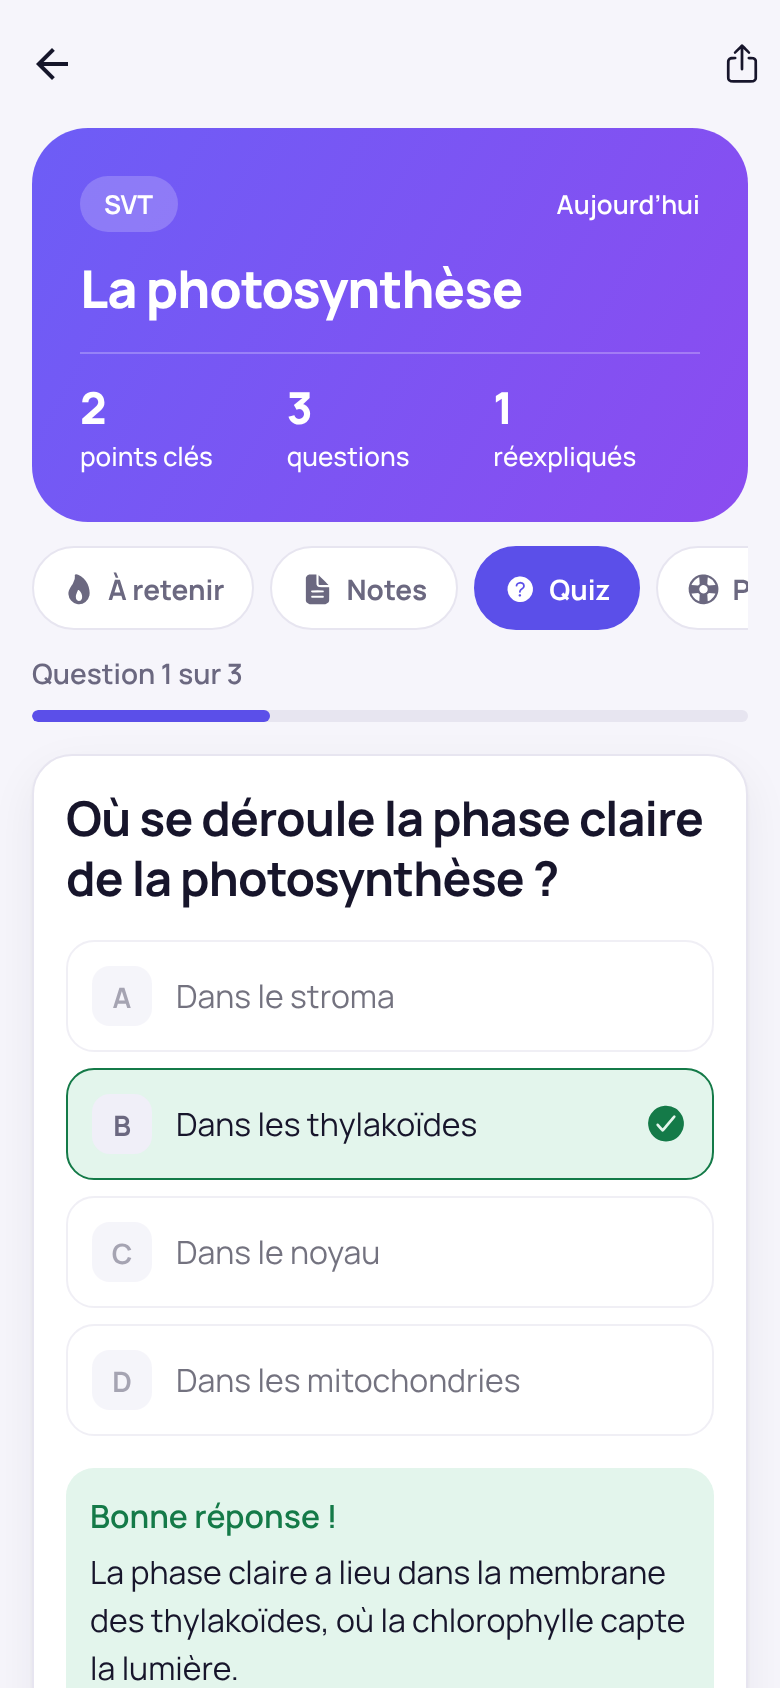 SVT
Aujourd’hui
La photosynthèse
2
points clés
3
questions
1
réexpliqués
À retenir
Notes
? Quiz
P
Question 1 sur 3
Où se déroule la phase claire
de la photosynthèse ?
A Dans le stroma
B Dans les thylakoïdes
C Dans le noyau
D Dans les mitochondries
Bonne réponse !
La phase claire a lieu dans la membrane
des thylakoïdes, où la chlorophylle capte
la lumière.